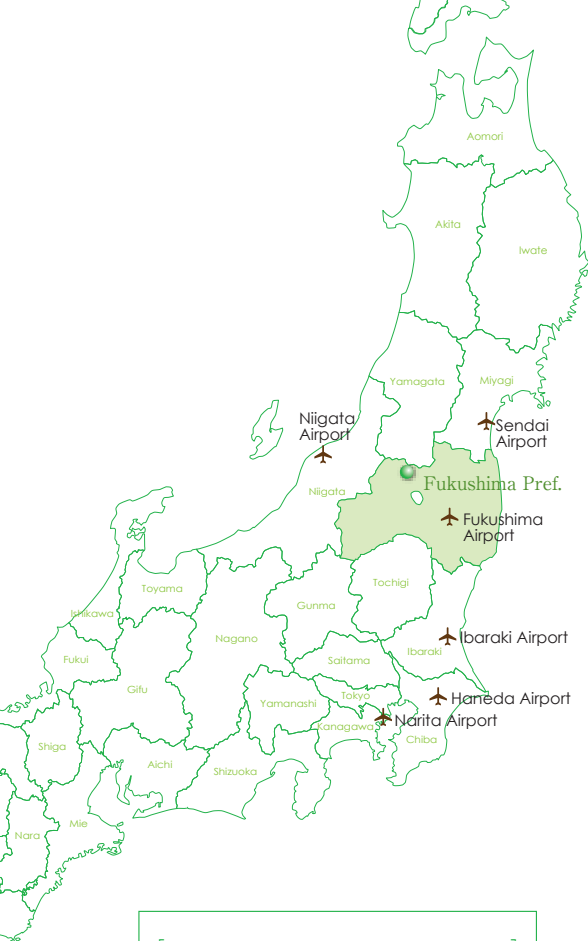 Aomori
Akita
Iwate
Yamagata
Miyagi
Niigata
Airport
Sendai
Airport
Niigata
Fukushima Pref.
Fukushima
Airport
Toyama
Tochigi
Ishikawa
Gunma
Nagano
Ibaraki Airport
Ibaraki
Fukui
Saitama
Gifu
Tokyo
Haneda Airport
Yamanashi
Narita Airport
Kanagawa
Chiba
Shiga
Aichi
Shizuoka
Mie
Nara